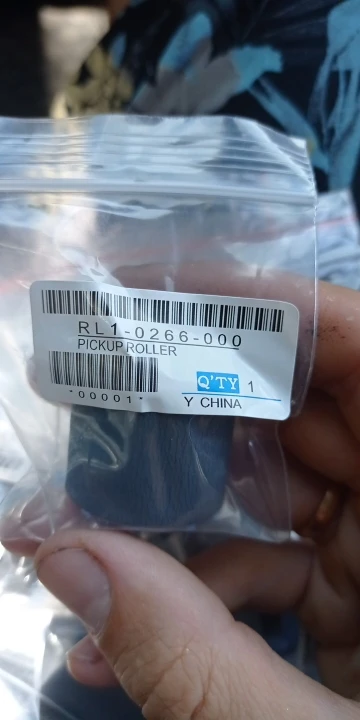 RL1-0266-000
PICKUP ROLLER
Q'TY 1
*00001*
Y CHINA